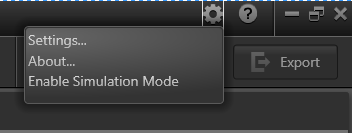 Settings...
About...
Enable Simulation Mode
Export